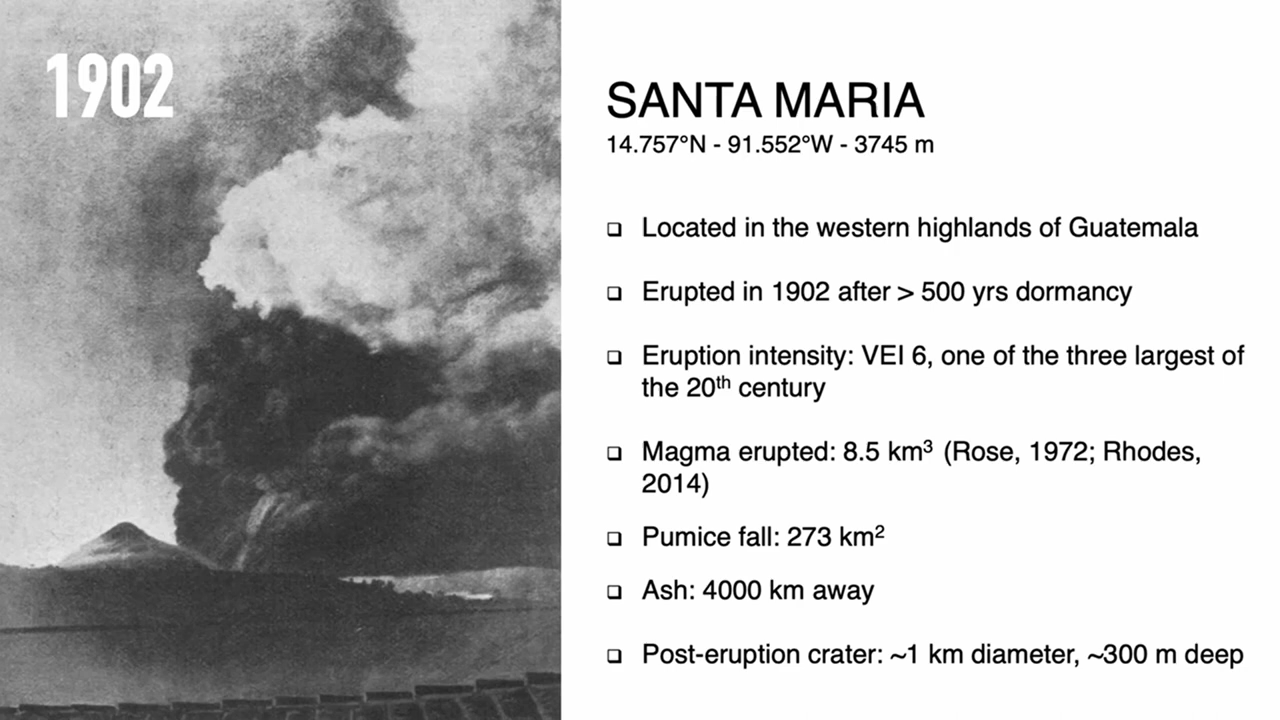 1902
SANTA MARIA
14.757°N - 91.552°W - 3745 m
❑ Located in the western highlands of Guatemala
❑ Erupted in 1902 after > 500 yrs dormancy
❑ Eruption intensity: VEI 6, one of the three largest of
the 20th century
❑ Magma erupted: 8.5 km³ (Rose, 1972; Rhodes,
2014)
❑ Pumice fall: 273 km²
❑ Ash: 4000 km away
❑ Post-eruption crater: ~1 km diameter, ~300 m deep